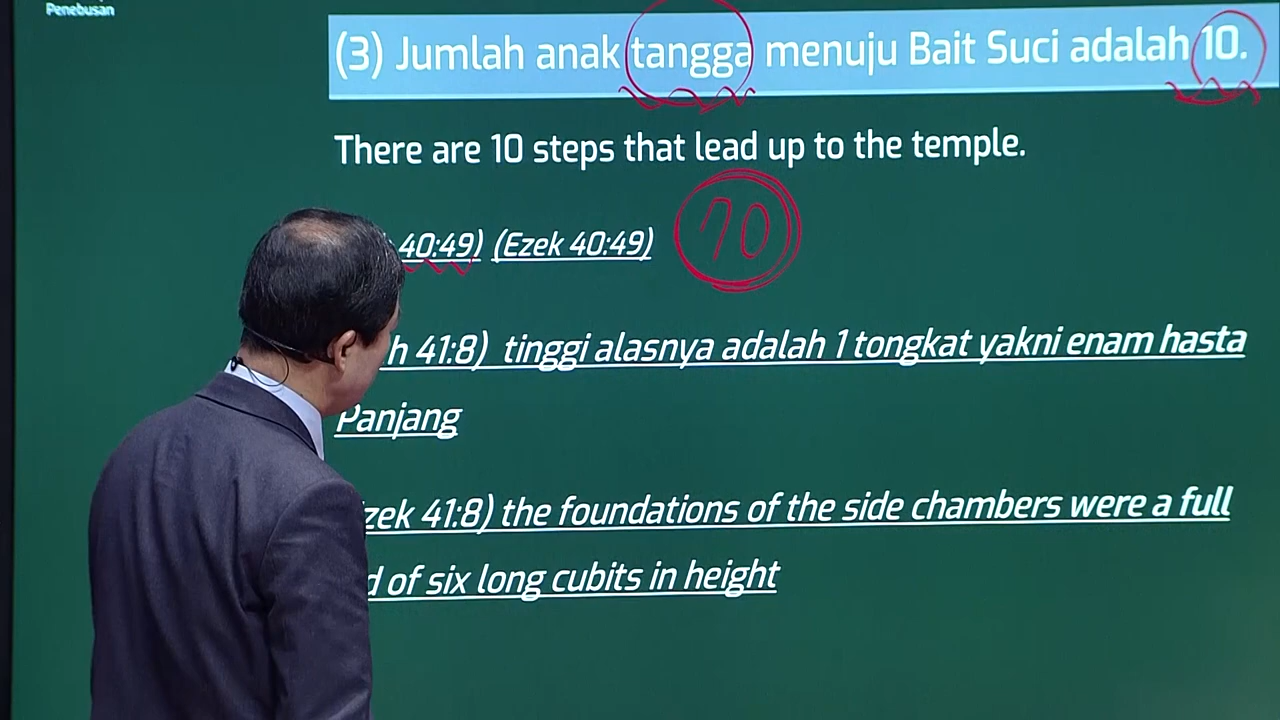 Penebusan
(3) Jumlah anak tangga menuju Bait Suci adalah 10.
There are 10 steps that lead up to the temple.
40:49) (Ezek 40:49)
70
41:8) tinggi alasnya adalah 1 tongkat yakni enam hasta
Panjang
41:8) the foundations of the side chambers were a full
of six long cubits in height